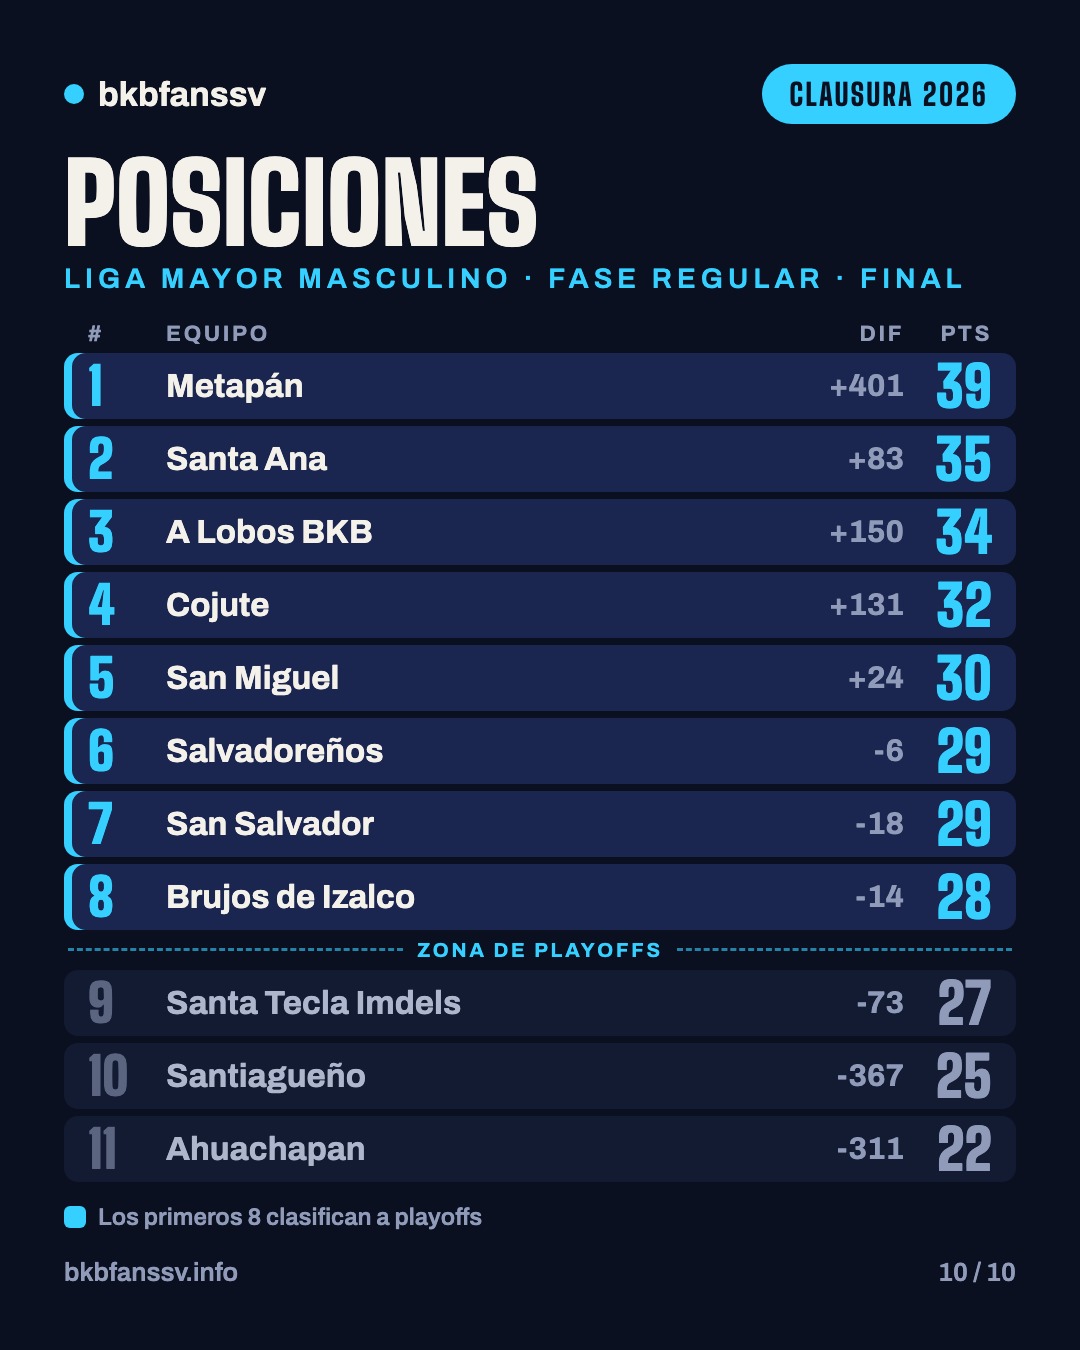 bkbfanssv
CLAUSURA 2026
POSICIONES
LIGA MAYOR MASCULINO · FASE REGULAR · FINAL
# EQUIPO DIF PTS
1 Metapán +401 39
2 Santa Ana +83 35
3 A Lobos BKB +150 34
4 Cojute +131 32
5 San Miguel +24 30
6 Salvadoreños -6 29
7 San Salvador -18 29
8 Brujos de Izalco -14 28
ZONA DE PLAYOFFS
9 Santa Tecla Imdels -73 27
10 Santiagueño -367 25
11 Ahuachapan -311 22
Los primeros 8 clasifican a playoffs
bkbfanssv.info 10 / 10